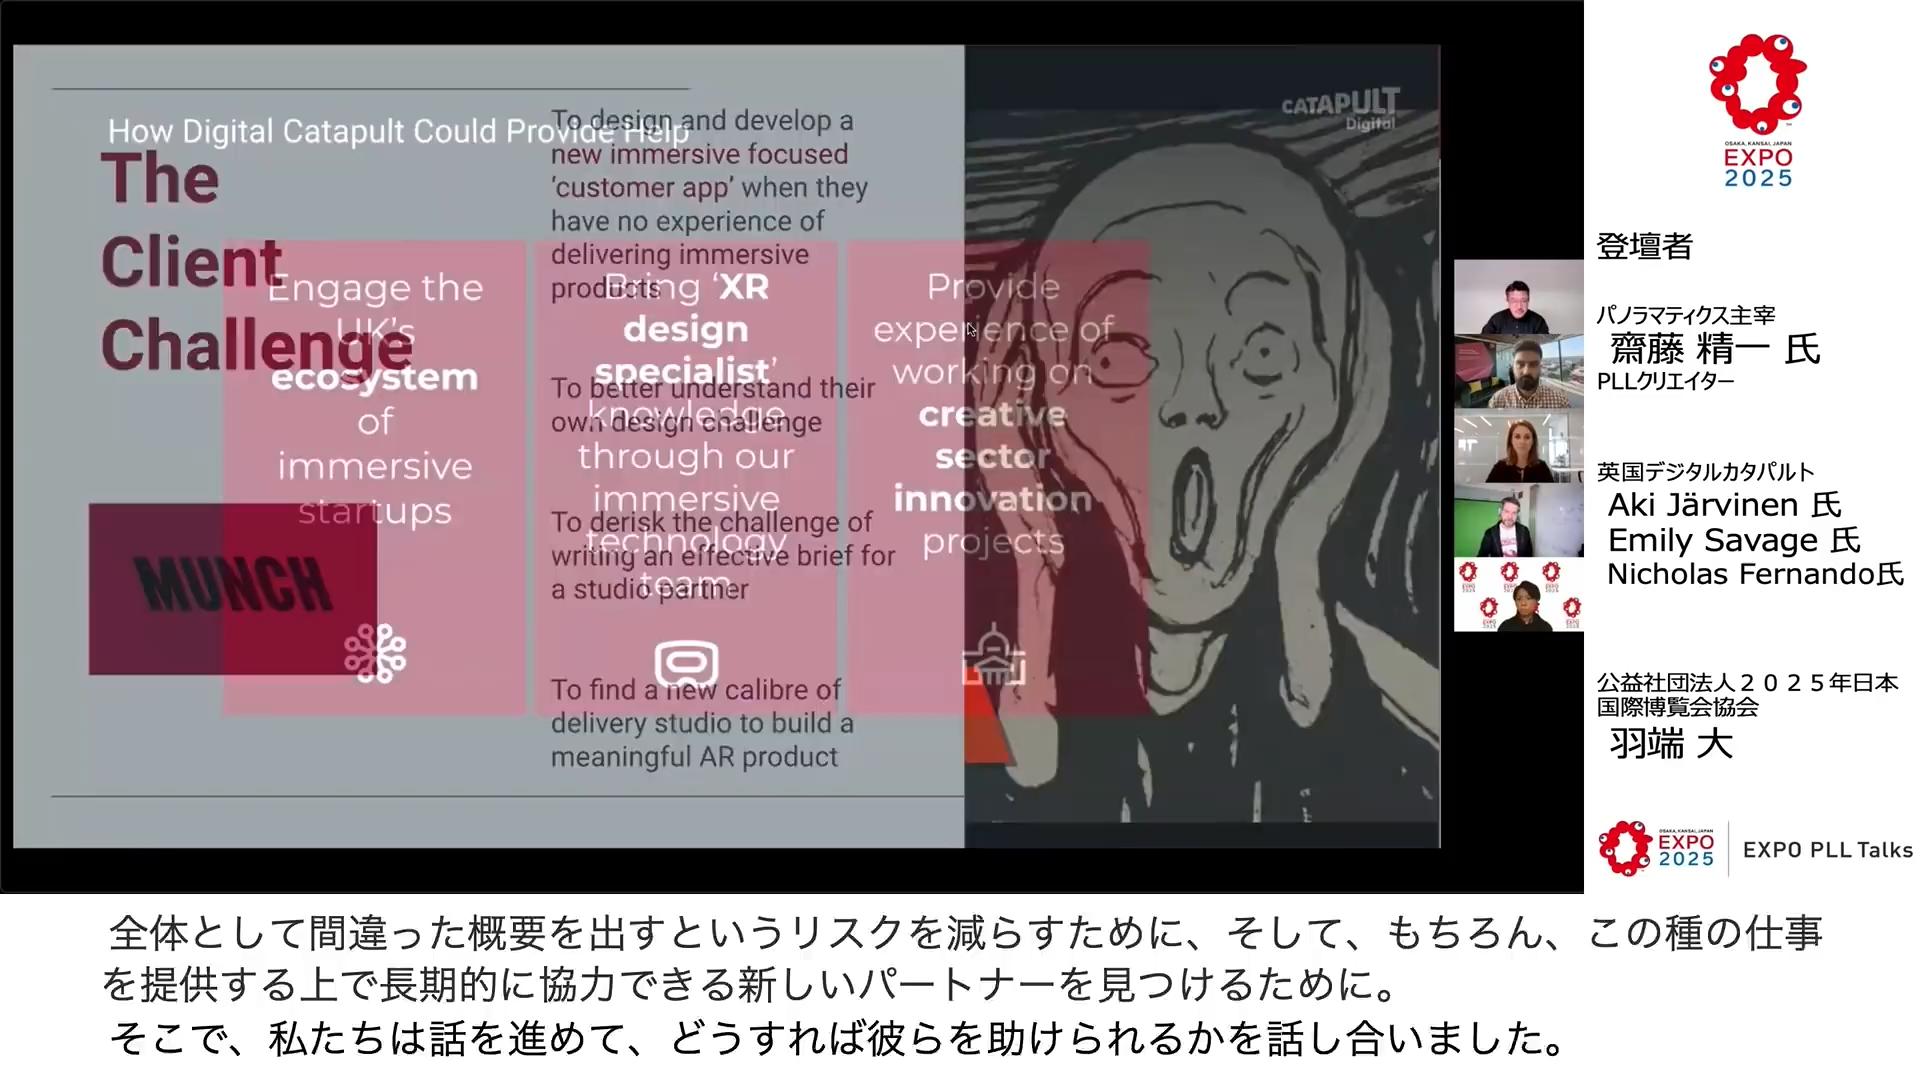 How Digital Catapult Could Provide Help
The
Client
Challenge
MUNCH
To design and develop a
new immersive focused
‘customer app’ when they
have no experience of
delivering immersive
products
To better understand their
own design challenge
To derisk the challenge of
writing an effective brief for
a studio partner
To find a new calibre of
delivery studio to build a
meaningful AR product
Engage the
UK’s
ecosystem
of
immersive
startups
Bring ‘XR
design
specialist’
knowledge
through our
immersive
technology
team
Provide
experience of
working on
creative
sector
innovation
projects
CATAPULT
Digital
OSAKA, KANSAI, JAPAN
EXPO
2025
登壇者
パノラマティクス主宰
齋藤 精一 氏
PLLクリエイター
英国デジタルカタパルト
Aki Järvinen 氏
Emily Savage 氏
Nicholas Fernando氏
公益社団法人２０２５年日本
国際博覧会協会
羽端 大
OSAKA, KANSAI, JAPAN
EXPO
2025
EXPO PLL Talks
全体として間違った概要を出すというリスクを減らすために、そして、もちろん、この種の仕事
を提供する上で長期的に協力できる新しいパートナーを見つけるために。
そこで、私たちは話を進めて、どうすれば彼らを助けられるかを話し合いました。